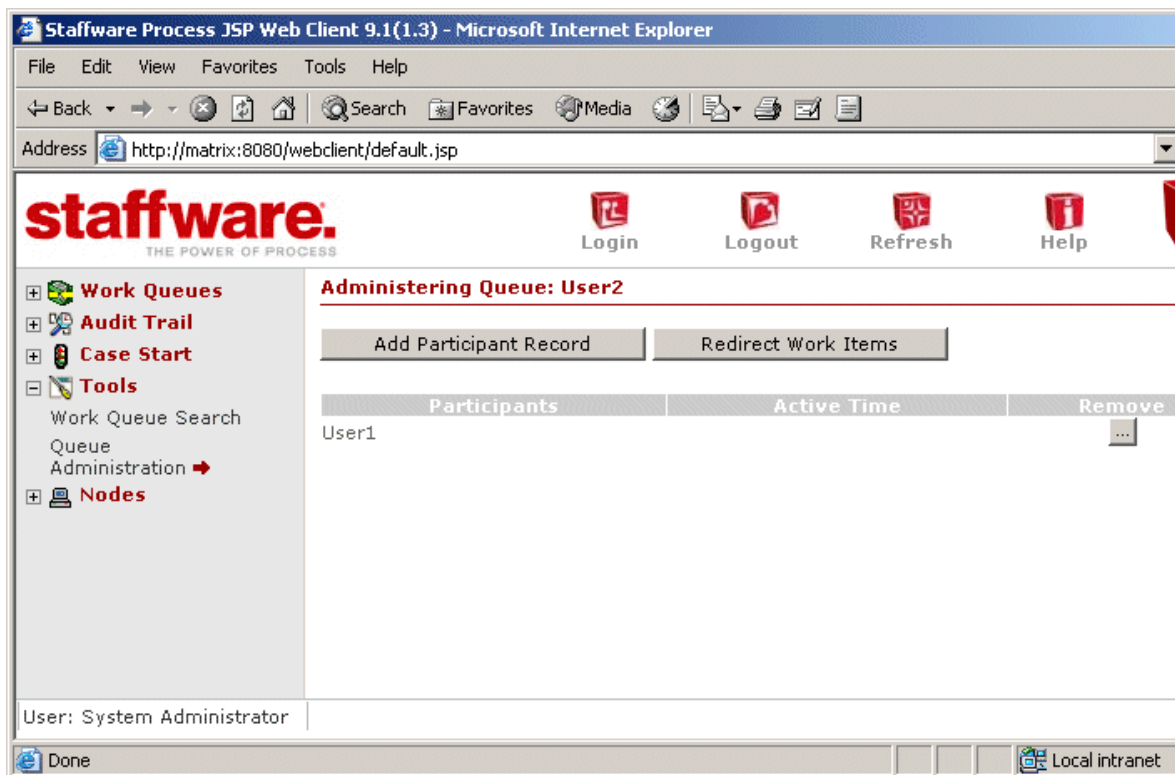 Staffware Process JSP Web Client 9.1(1.3) - Microsoft Internet Explorer
File Edit View Favorites Tools Help
Back Search Favorites Media
Address http://matrix:8080/webclient/default.jsp
staffware.
THE POWER OF PROCESS
Login Logout Refresh Help
Work Queues
Audit Trail
Case Start
Tools
Work Queue Search
Queue
Administration
Nodes
Administering Queue: User2
Add Participant Record Redirect Work Items
Participants Active Time Remove
User1 ...
User: System Administrator
Done Local intranet